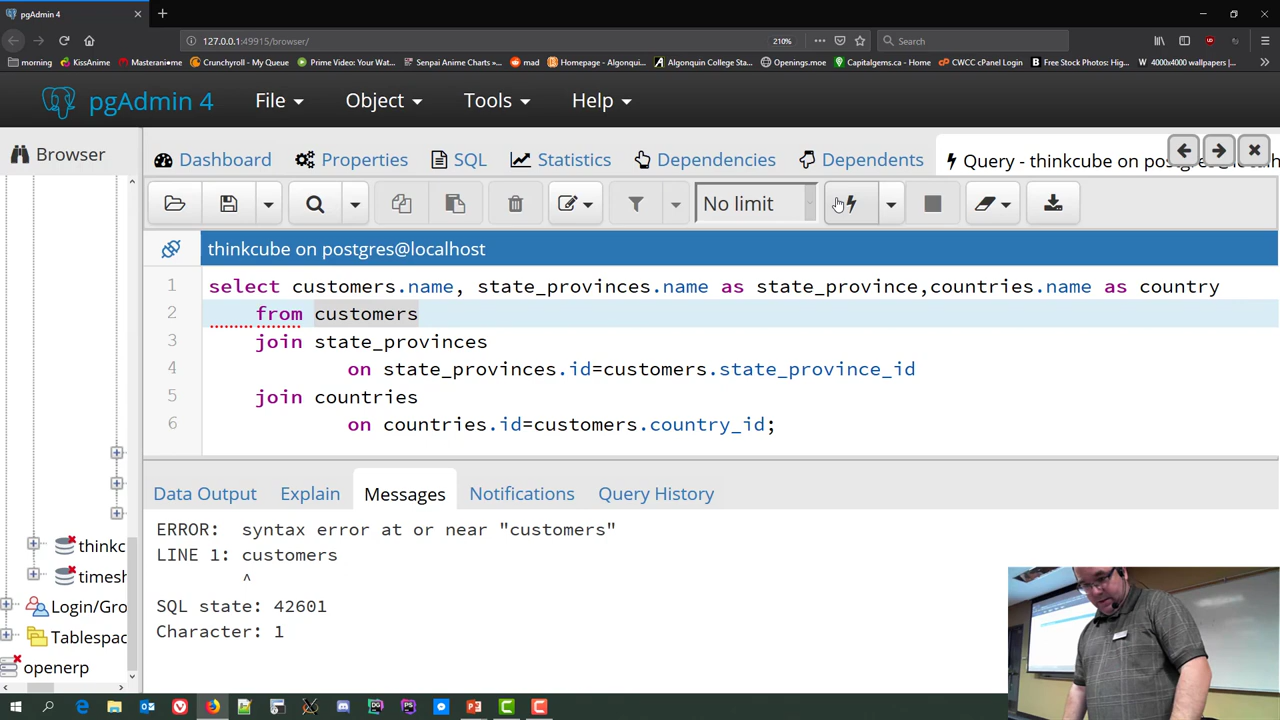 pgAdmin 4
127.0.0.1:49915/browser/
210%
Search
morning
KissAnime
Masterani●me
Crunchyroll - My Queue
Prime Video: Your Wat…
Senpai Anime Charts »…
mad
Homepage - Algonqui…
Algonquin College Sta…
Openings.moe
Capitalgems.ca - Home
CWCC cPanel Login
Free Stock Photos: Hig…
4000x4000 wallpapers |…
pgAdmin 4
File
Object
Tools
Help
Browser
Dashboard
Properties
SQL
Statistics
Dependencies
Dependents
Query - thinkcube on postgres@localh
No limit
thinkcube on postgres@localhost
1 select customers.name, state_provinces.name as state_province,countries.name as country
2 from customers
3 join state_provinces
4 on state_provinces.id=customers.state_province_id
5 join countries
6 on countries.id=customers.country_id;
Data Output
Explain
Messages
Notifications
Query History
ERROR: syntax error at or near "customers"
LINE 1: customers
^
SQL state: 42601
Character: 1
thinkc
timesh
Login/Gro
Tablespac
openerp